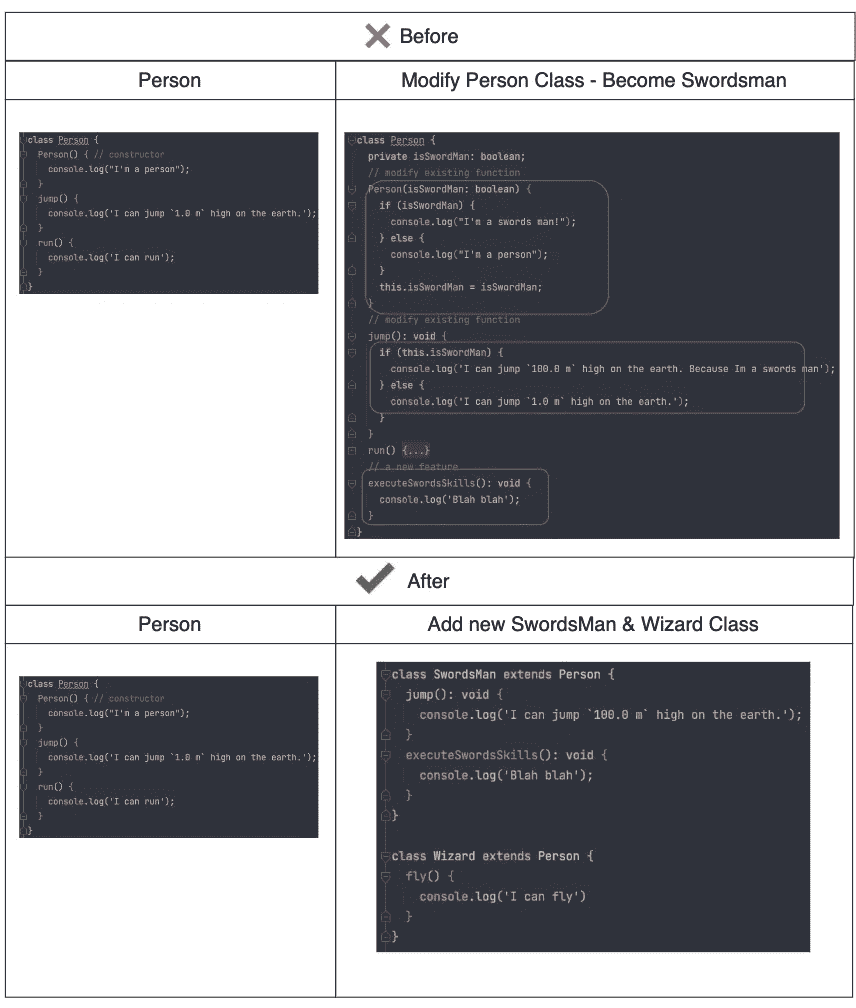 Before
Person
Modify Person Class - Become Swordsman
class Person {
Person() { // constructor
console.log("I'm a person");
}
jump() {
console.log('I can jump `1.0 m` high on the earth.');
}
run() {
console.log('I can run');
}
}
class Person {
private isSwordMan: boolean;
// modify existing function
Person(isSwordMan: boolean) {
if (isSwordMan) {
console.log("I'm a swords man!");
} else {
console.log("I'm a person");
}
this.isSwordMan = isSwordMan;
}
// modify existing function
jump(): void {
if (this.isSwordMan) {
console.log('I can jump `100.0 m` high on the earth. Because Im a swords man');
} else {
console.log('I can jump `1.0 m` high on the earth.');
}
}
run() {...}
// a new feature
executeSwordsSkills(): void {
console.log('Blah blah');
}
}
After
Person
Add new SwordsMan & Wizard Class
class Person {
Person() { // constructor
console.log("I'm a person");
}
jump() {
console.log('I can jump `1.0 m` high on the earth.');
}
run() {
console.log('I can run');
}
}
class SwordsMan extends Person {
jump(): void {
console.log('I can jump `100.0 m` high on the earth.');
}
executeSwordsSkills(): void {
console.log('Blah blah');
}
}
class Wizard extends Person {
fly() {
console.log('I can fly')
}
}